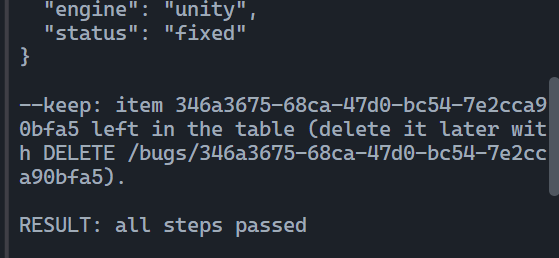 "engine": "unity",
"status": "fixed"
}
--keep: item 346a3675-68ca-47d0-bc54-7e2cca9
0bfa5 left in the table (delete it later wit
h DELETE /bugs/346a3675-68ca-47d0-bc54-7e2cc
a90bfa5).
RESULT: all steps passed